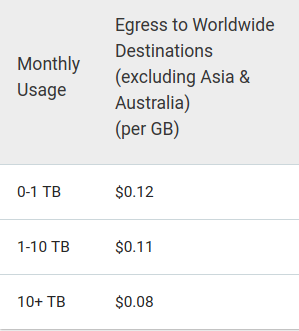 Monthly
Usage
Egress to Worldwide
Destinations
(excluding Asia &
Australia)
(per GB)
0-1 TB $0.12
1-10 TB $0.11
10+ TB $0.08